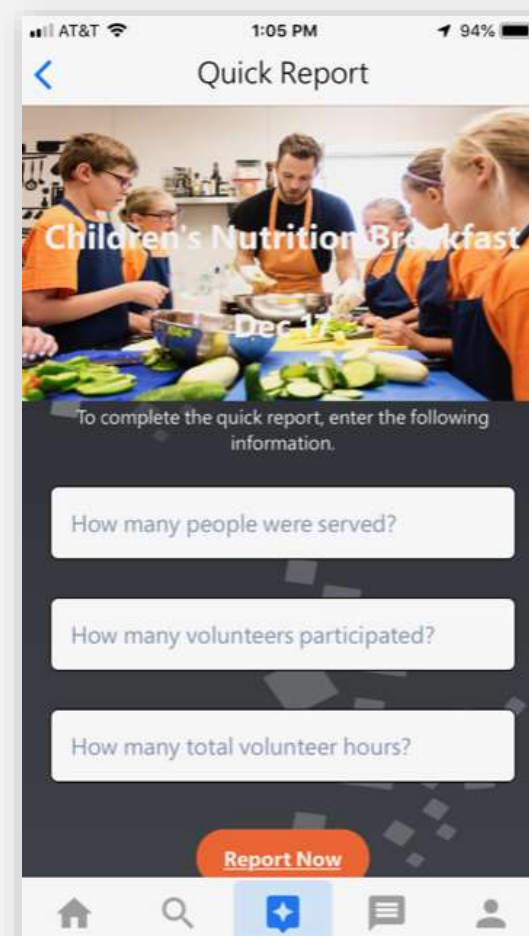 AT&T 1:05 PM 94%
Quick Report
Children's Nutrition Breakfast
Dec 17
To complete the quick report, enter the following
information.
How many people were served?
How many volunteers participated?
How many total volunteer hours?
Report Now